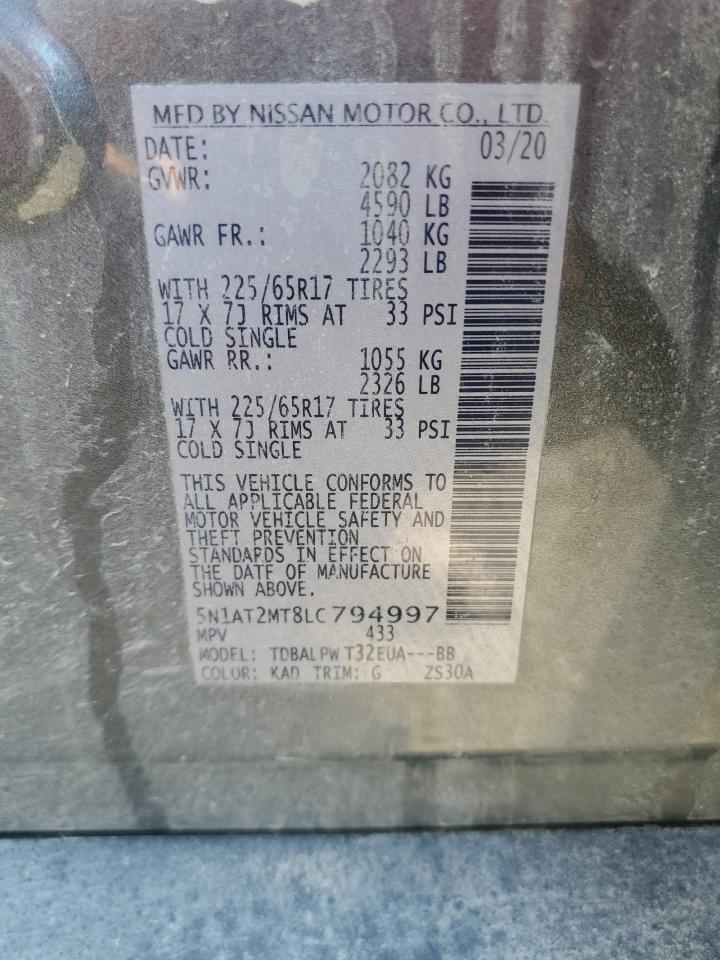 MFD BY NISSAN MOTOR CO., LTD.
DATE: 03/20
GVWR: 2082 KG
4590 LB
GAWR FR.: 1040 KG
2293 LB
WITH 225/65R17 TIRES
17 X 7J RIMS AT 33 PSI
COLD SINGLE
GAWR RR.: 1055 KG
2326 LB
WITH 225/65R17 TIRES
17 X 7J RIMS AT 33 PSI
COLD SINGLE
THIS VEHICLE CONFORMS TO
ALL APPLICABLE FEDERAL
MOTOR VEHICLE SAFETY AND
THEFT PREVENTION
STANDARDS IN EFFECT ON
THE DATE OF MANUFACTURE
SHOWN ABOVE.
5N1AT2MT8LC794997
MPV 433
MODEL: TDBALPW T32EUA---BB
COLOR: KAD TRIM: G ZS30A